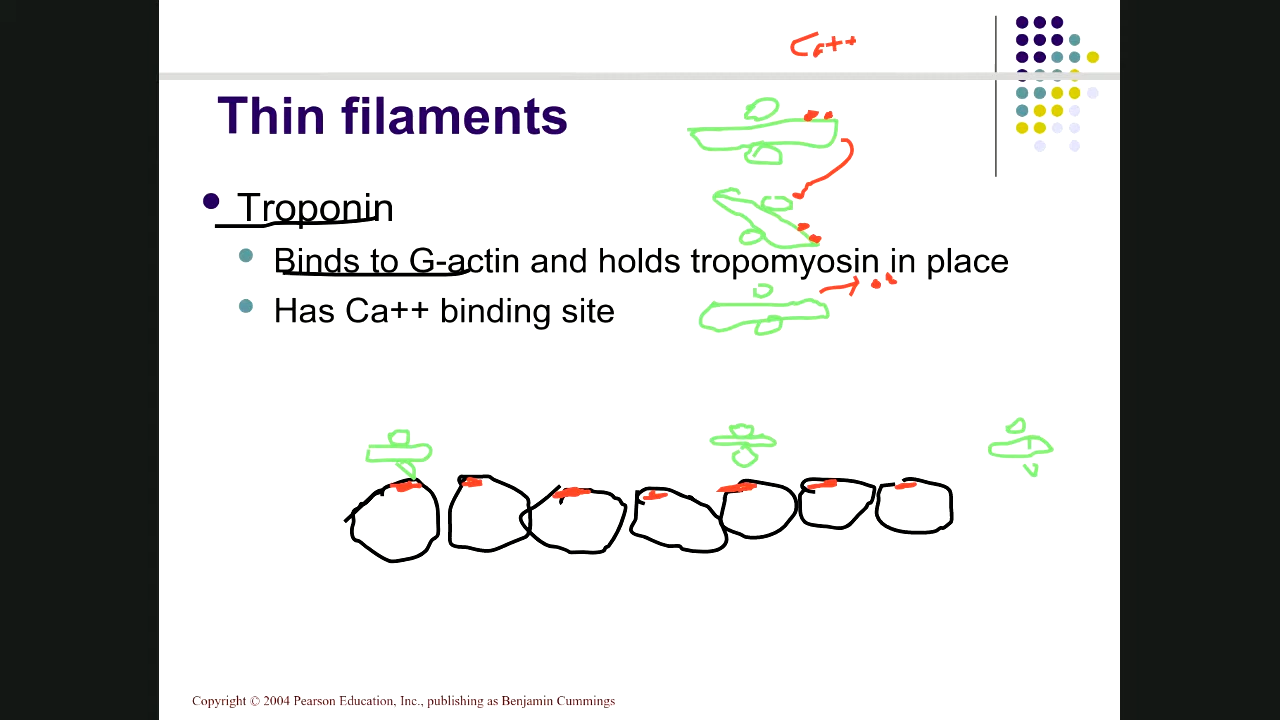 Ca++
Thin filaments
Troponin
Binds to G-actin and holds tropomyosin in place
Has Ca++ binding site
Copyright © 2004 Pearson Education, Inc., publishing as Benjamin Cummings